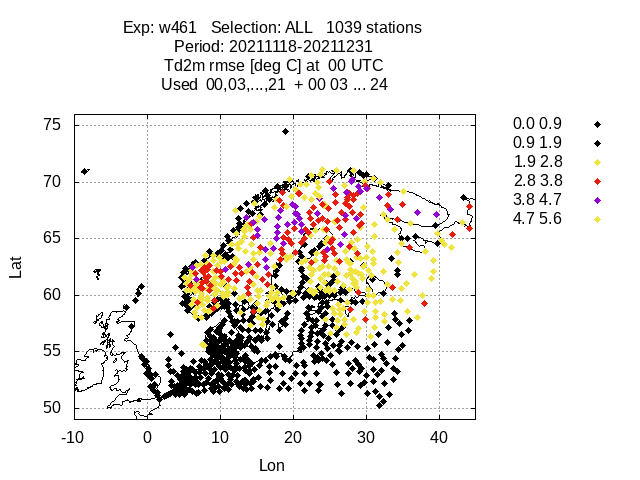 Exp: w461 Selection: ALL 1039 stations
Period: 20211118-20211231
Td2m rmse [deg C] at 00 UTC
Used 00,03,...,21 + 00 03 ... 24
75
70
65
60
55
50
Lat
-10 0 10 20 30 40
Lon
0.0 0.9
0.9 1.9
1.9 2.8
2.8 3.8
3.8 4.7
4.7 5.6